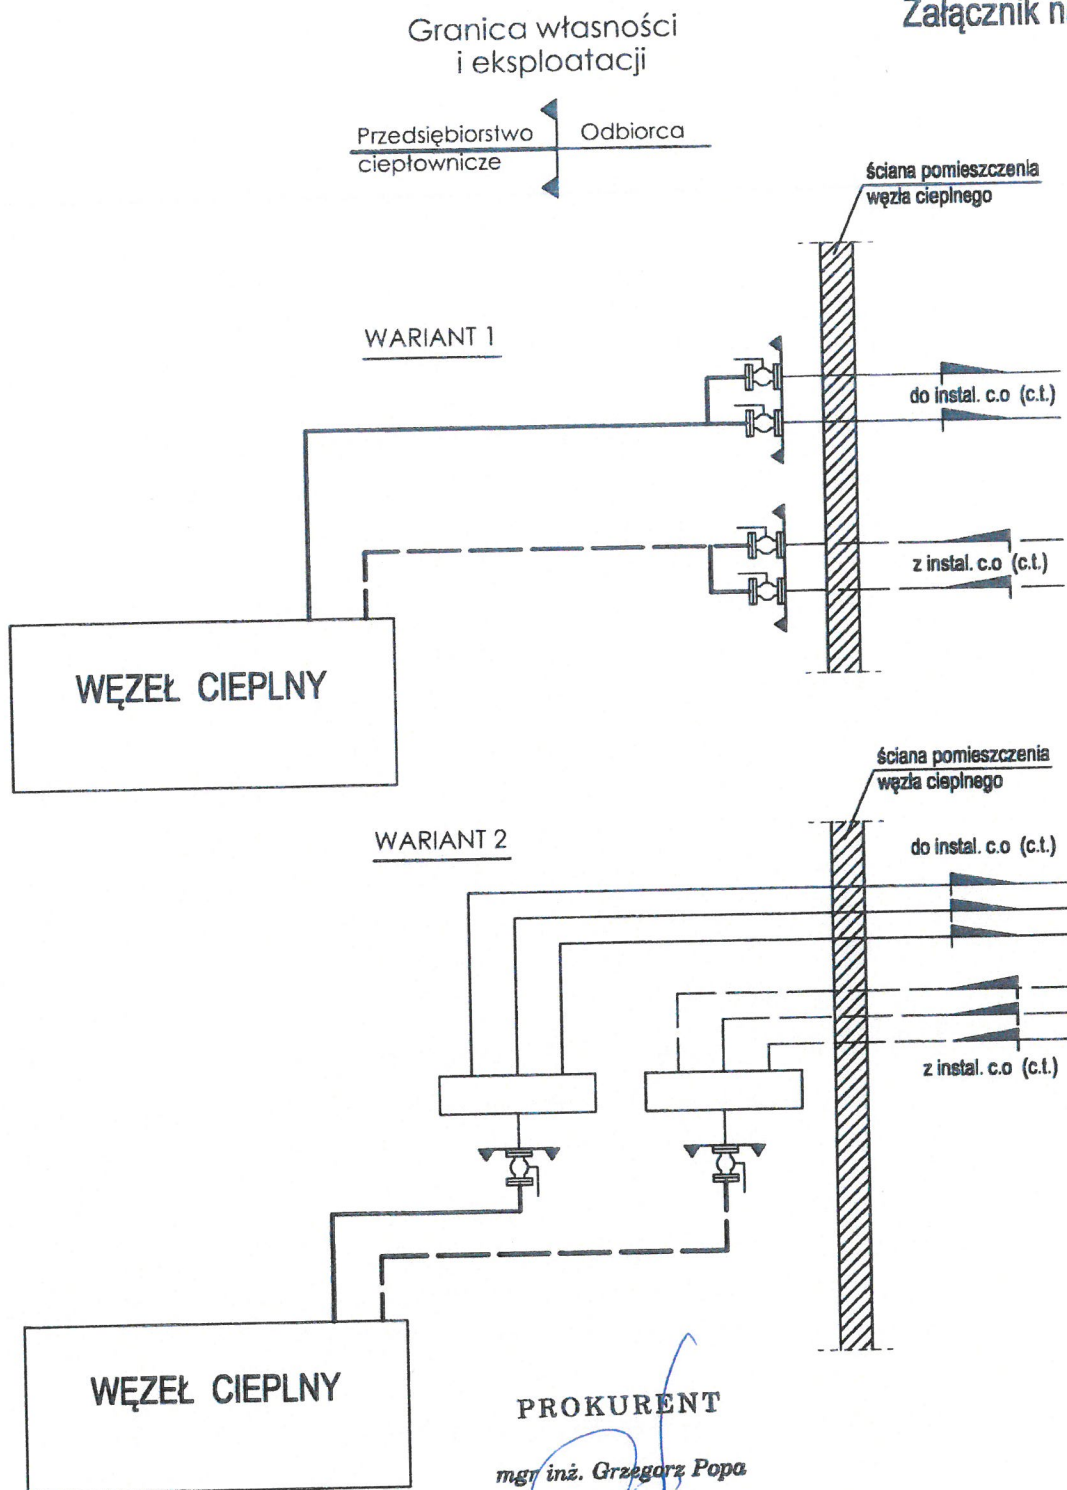 Załącznik
Granica własności
i eksploatacji
Przedsiębiorstwo
ciepłownicze
Odbiorca
ściana pomieszczenia
węzła cieplnego
WARIANT 1
do instal. c.o (c.t.)
z instal. c.o (c.t.)
WĘZEŁ CIEPLNY
ściana pomieszczenia
węzła cieplnego
WARIANT 2
do instal. c.o (c.t.)
z instal. c.o (c.t.)
WĘZEŁ CIEPLNY
PROKURENT
mgr inż. Grzegorz Popa